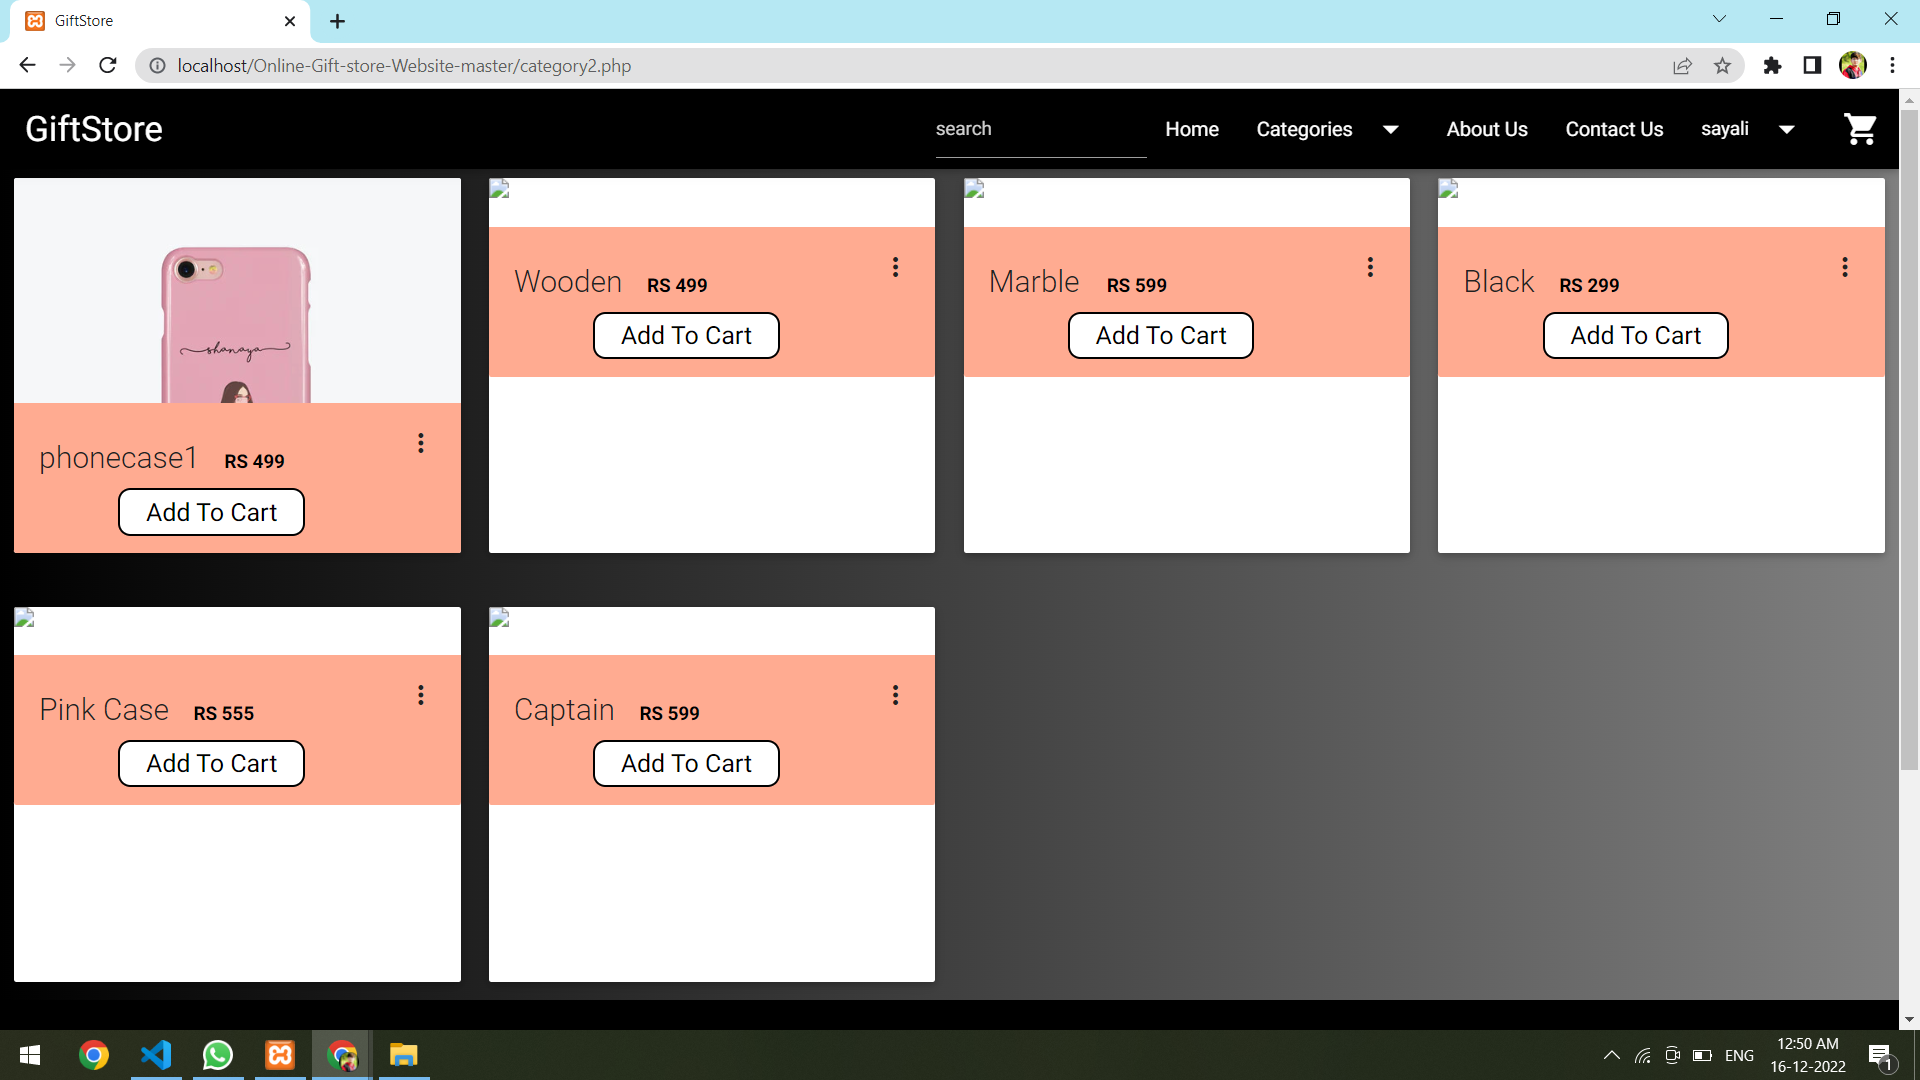 GiftStore
localhost/Online-Gift-store-Website-master/category2.php
GiftStore
search
Home
Categories
About Us
Contact Us
sayali
shanaya
phonecase1 RS 499
Add To Cart
Wooden RS 499
Add To Cart
Marble RS 599
Add To Cart
Black RS 299
Add To Cart
Pink Case RS 555
Add To Cart
Captain RS 599
Add To Cart
ENG
12:50 AM
16-12-2022
1